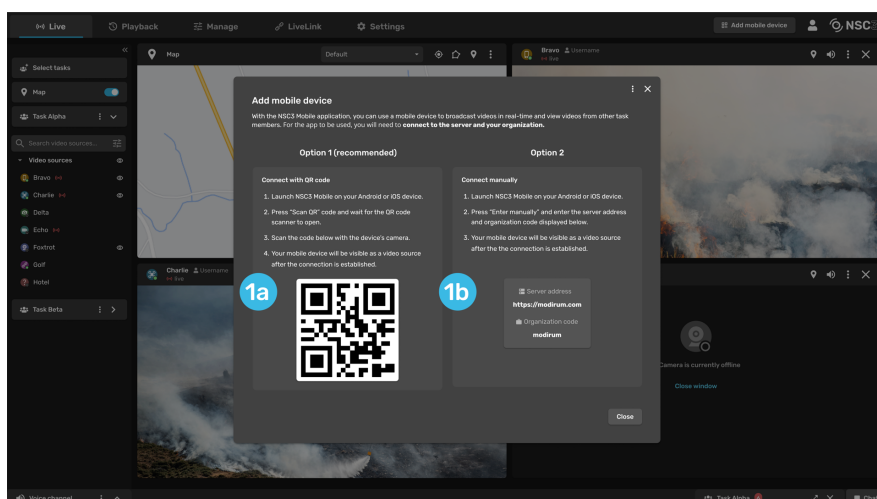 Live
Playback
Manage
LiveLink
Settings
Add mobile device
NSC3
Select tasks
Map
Task Alpha
Search video sources...
Video sources
Bravo
Charlie
Delta
Echo
Foxtrot
Golf
Hotel
Task Beta
Voice channel
Map
Default
Bravo Username
live
Charlie Username
live
Add mobile device
With the NSC3 Mobile application, you can use a mobile device to broadcast videos in real-time and view videos from other task
members. For the app to be used, you will need to connect to the server and your organization.
Option 1 (recommended)
Connect with QR code
1. Launch NSC3 Mobile on your Android or iOS device.
2. Press "Scan QR" code and wait for the QR code
scanner to open.
3. Scan the code below with the device's camera.
4. Your mobile device will be visible as a video source
after the connection is established.
1a
Option 2
Connect manually
1. Launch NSC3 Mobile on your Android or iOS device.
2. Press "Enter manually" and enter the server address
and organization code displayed below.
3. Your mobile device will be visible as a video source
after the the connection is established.
1b
Server address
https://modirum.com
Organization code
modirum
Close
Camera is currently offline
Close window
Task Alpha